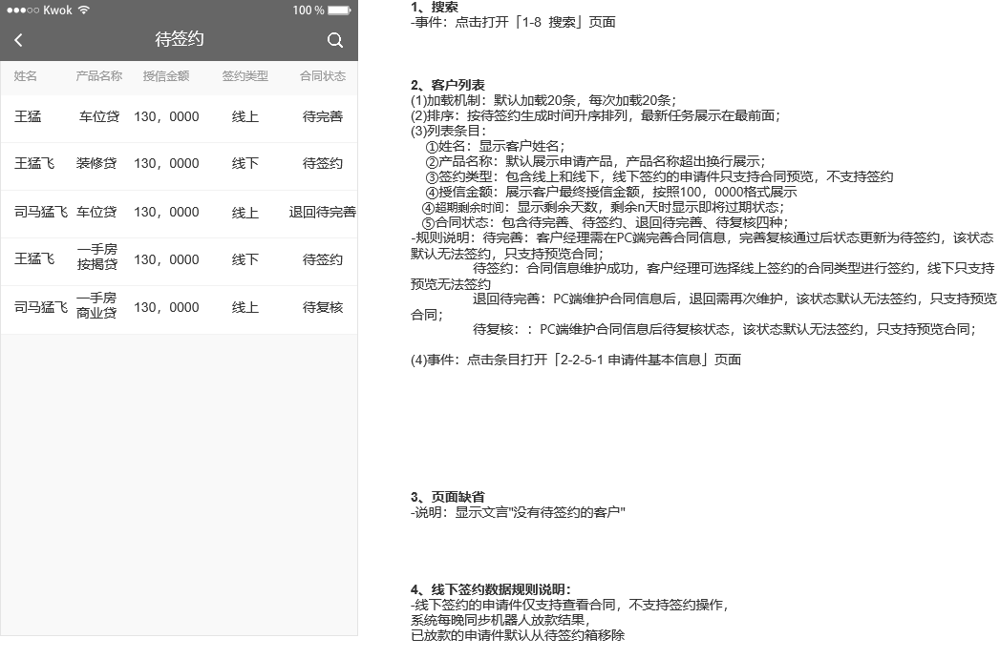 Kwok
100 %
待签约
姓名 产品名称 授信金额 签约类型 合同状态
王猛 车位贷 130，0000 线上 待完善
王猛飞 装修贷 130，0000 线下 待签约
司马猛飞 车位贷 130，0000 线上 退回待完善
王猛飞 一手房按揭贷 130，0000 线下 待签约
司马猛飞 一手房商业贷 130，0000 线上 待复核
1、搜索
-事件：点击打开「1-8 搜索」页面
2、客户列表
(1)加载机制：默认加载20条，每次加载20条；
(2)排序：按待签约生成时间升序排列，最新任务展示在最前面；
(3)列表条目：
①姓名：显示客户姓名；
②产品名称：默认展示申请产品，产品名称超出换行展示；
③签约类型：包含线上和线下，线下签约的申请件只支持合同预览，不支持签约
④授信金额：展示客户最终授信金额，按照100，0000格式展示
④超期剩余时间：显示剩余天数，剩余n天时显示即将过期状态；
⑤合同状态：包含待完善、待签约、退回待完善、待复核四种；
-规则说明：待完善：客户经理需在PC端完善合同信息，完善复核通过后状态更新为待签约，该状态
默认无法签约，只支持预览合同；
待签约：合同信息维护成功，客户经理可选择线上签约的合同类型进行签约，线下只支持
预览无法签约
退回待完善：PC端维护合同信息后，退回需再次维护，该状态默认无法签约，只支持预览
合同；
待复核：：PC端维护合同信息后待复核状态，该状态默认无法签约，只支持预览合同；
(4)事件：点击条目打开「2-2-5-1 申请件基本信息」页面
3、页面缺省
-说明：显示文言"没有待签约的客户"
4、线下签约数据规则说明：
-线下签约的申请件仅支持查看合同，不支持签约操作，
系统每晚同步机器人放款结果，
已放款的申请件默认从待签约箱移除